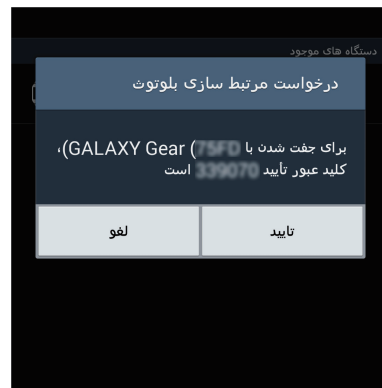 دستگاه های موجود
درخواست مرتبط سازی بلوتوث
برای جفت شدن با GALAXY Gear (75FD)،
کلید عبور تأیید 339070 است
تایید
لغو